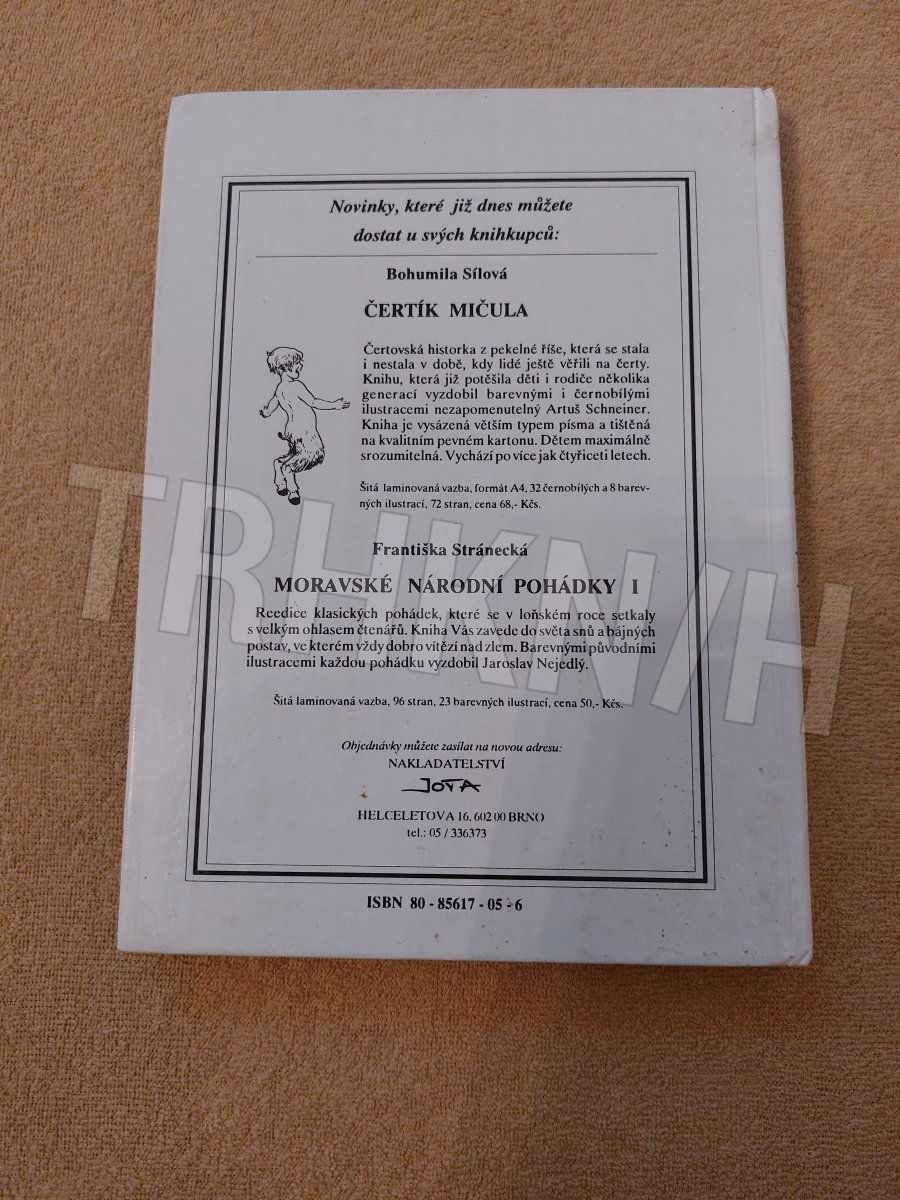 Novinky, které již dnes můžete
dostat u svých knihkupců:
Bohumila Sílová
ČERTÍK MIČULA
Čertovská historka z pekelné říše, která se stala
i nestala v době, kdy lidé ještě věřili na čerty.
Knihu, která již potěšila děti i rodiče několika
generací vyzdobil barevnými i černobílými
ilustracemi nezapomenutelný Artuš Schneiner.
Kniha je vysázená větším typem písma a tištěná
na kvalitním pevném kartonu. Dětem maximálně
srozumitelná. Vychází po více jak čtyřiceti letech.
Šitá laminovaná vazba, formát A4, 32 černobílých a 8 barev-
ných ilustrací, 72 stran, cena 68,- Kčs.
Františka Stránecká
MORAVSKÉ NÁRODNÍ POHÁDKY I
Reedice klasických pohádek, které se v loňském roce setkaly
s velkým ohlasem čtenářů. Kniha Vás zavede do světa snů a bájných
postav, ve kterém vždy dobro vítězí nad zlem. Barevnými původními
ilustracemi každou pohádku vyzdobil Jaroslav Nejedlý.
Šitá laminovaná vazba, 96 stran, 23 barevných ilustrací, cena 50,- Kčs.
Objednávky můžete zasílat na novou adresu:
NAKLADATELSTVÍ
JOTA
HELCELETOVA 16, 602 00 BRNO
tel.: 05 / 336373
ISBN 80 - 85617 - 05 - 6
TRHKNIH